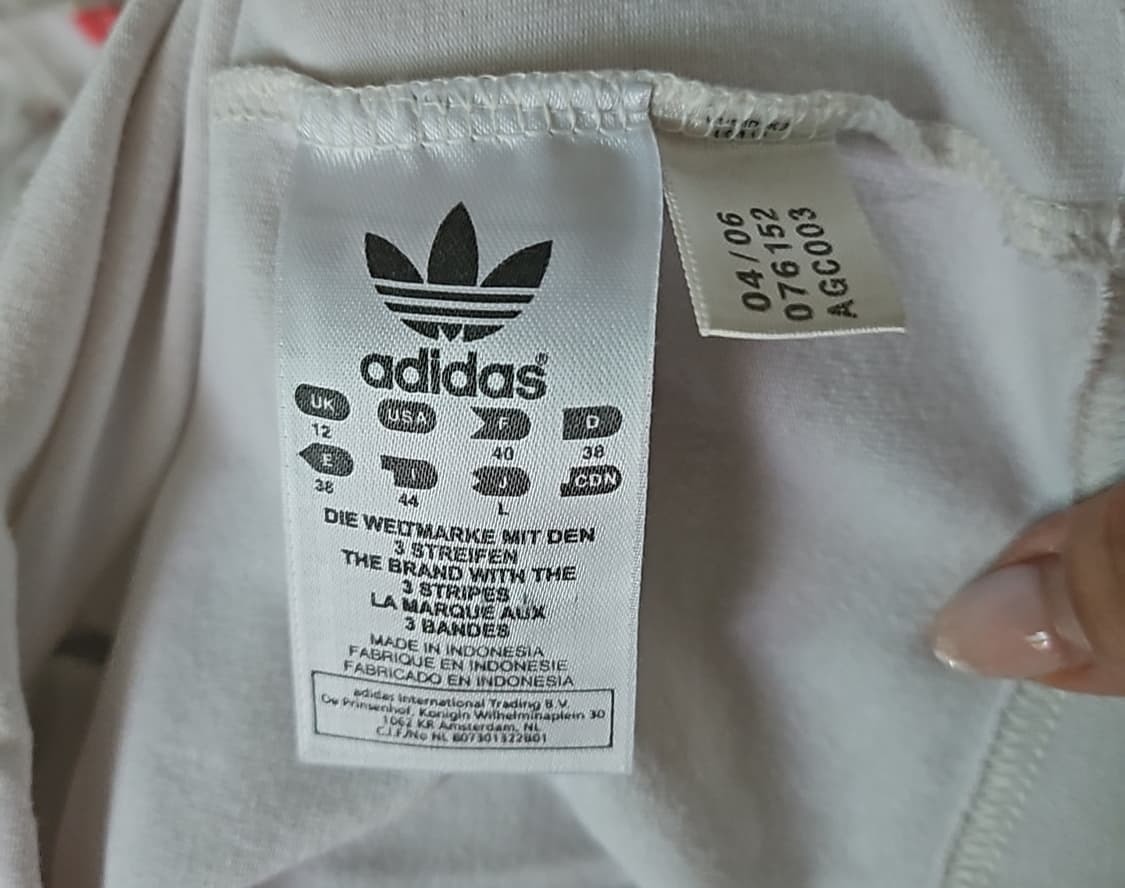 adidas®
UK USA F D
12 40 38
E I J CDN
38 44 L
DIE WELTMARKE MIT DEN
3 STREIFEN
THE BRAND WITH THE
3 STRIPES
LA MARQUE AUX
3 BANDES
MADE IN INDONESIA
FABRIQUE EN INDONESIE
FABRICADO EN INDONESIA
adidas International Trading B.V.
De Prinsenhof, Konigin Wilhelminaplein 30
1062 KR Amsterdam, NL
C.I.F/No NL 807301322B01
04/06
076152
AGC003